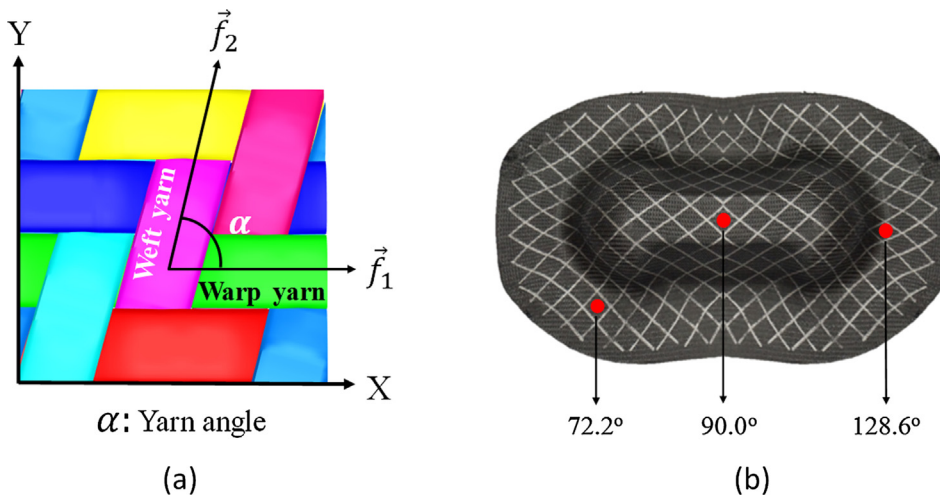 Y
f⃗₂
Weft yarn
α
f⃗₁
Warp yarn
X
α: Yarn angle
(a)
72.2º
90.0º
128.6º
(b)